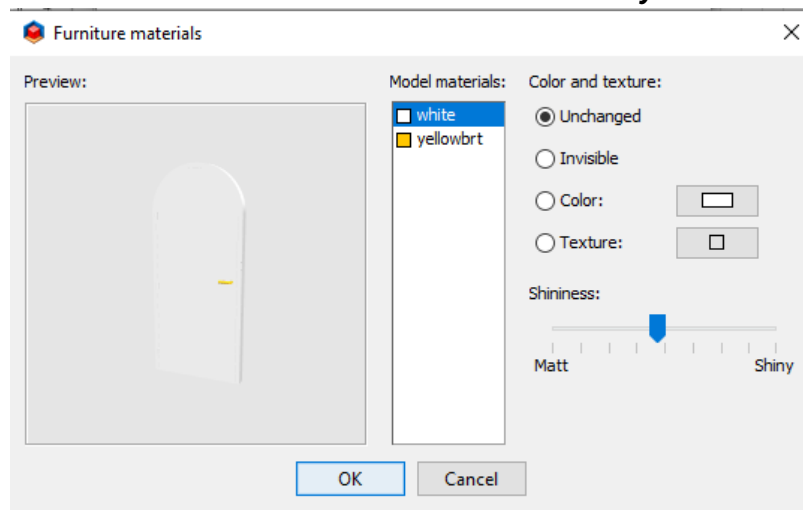 Furniture materials
Preview:
Model materials:
white
yellowbrt
Color and texture:
Unchanged
Invisible
Color:
Texture:
Shininess:
Matt
Shiny
OK
Cancel